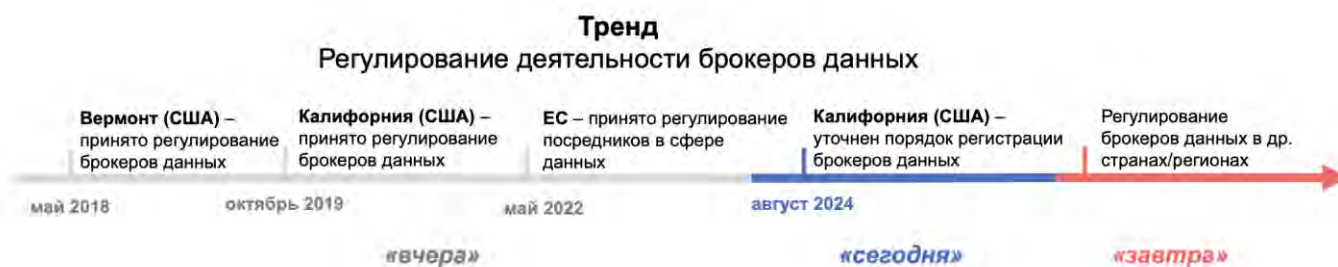 Тренд
Регулирование деятельности брокеров данных
Вермонт (США) –
принято регулирование
брокеров данных
Калифорния (США) –
принято регулирование
брокеров данных
ЕС – принято регулирование
посредников в сфере
данных
Калифорния (США) –
уточнен порядок регистрации
брокеров данных
Регулирование
брокеров данных в др.
странах/регионах
май 2018
октябрь 2019
май 2022
август 2024
«вчера»
«сегодня»
«завтра»